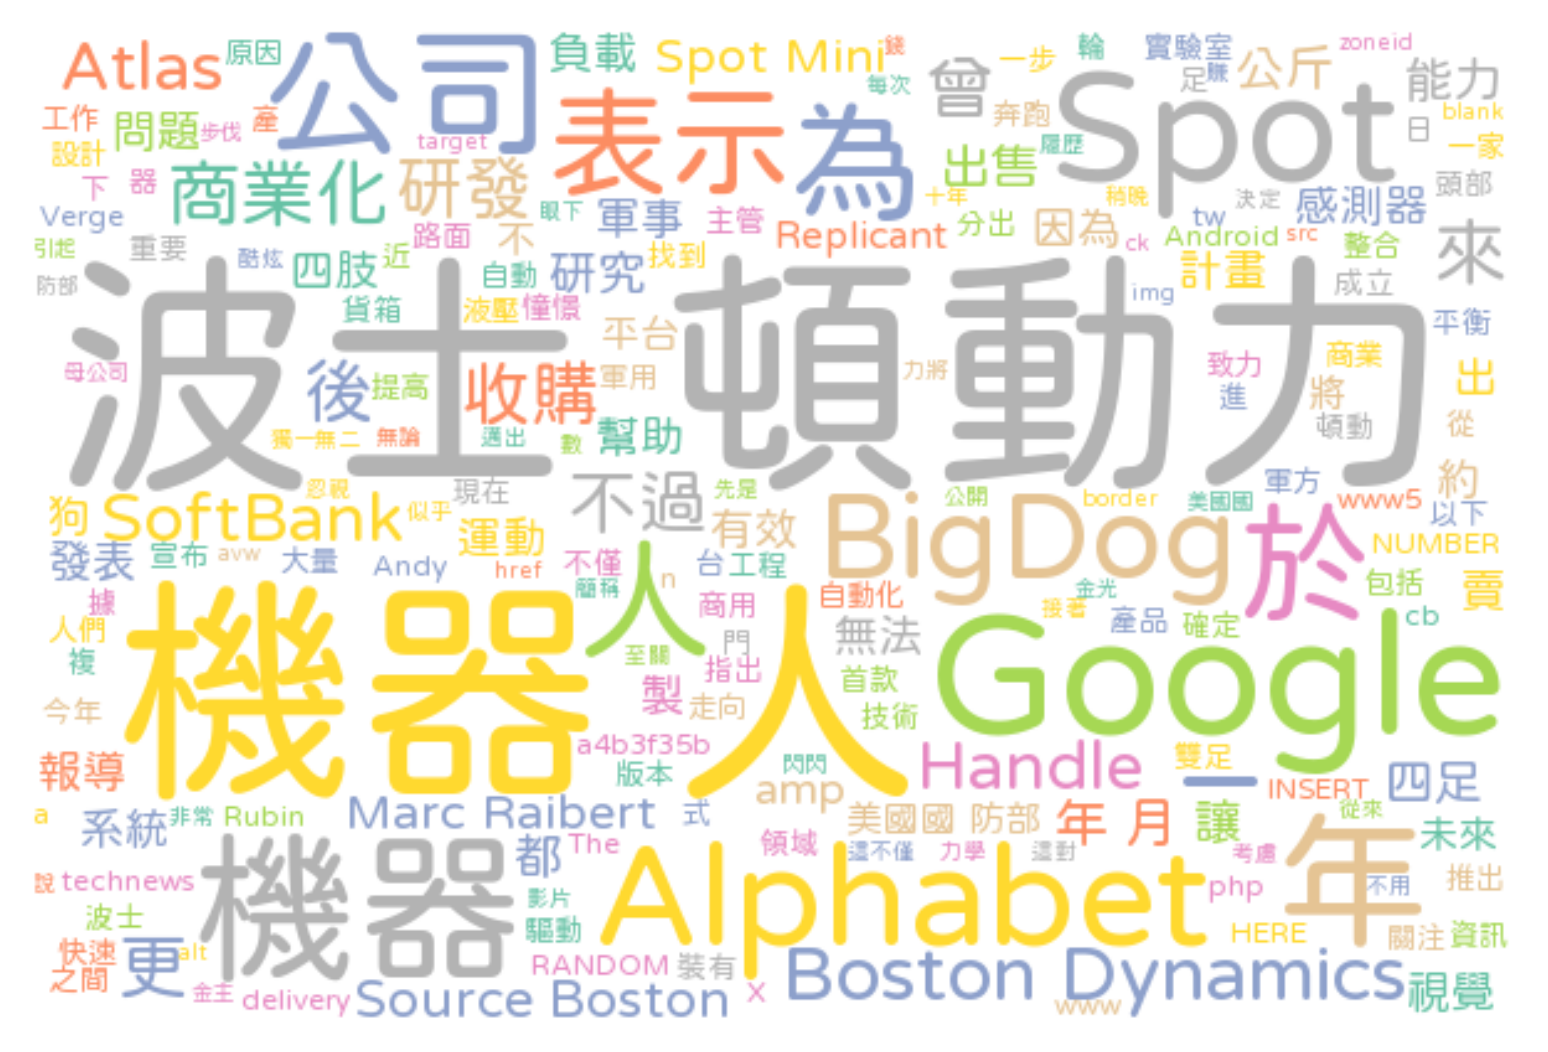 Atlas 原因 公司 負載 Spot Mini 錢 曾 一步 輪 實驗室 zoneid
每次 足 賺 公斤 能力
工作 問題 步伐 產 target 表示 為 奔跑 Spot 日 blank
設計 出售 履歷 一家
下 器 商業化 研發 眼下 軍事 主管 十年 稍晚 決定 感測器 頭部
Verge 路面 不 Replicant 分出 因為 ck tw Android src 整合 來
引起 重要 酷炫 四肢 近 自動 研究 找到 計畫 成立
防部 貨箱 液壓 憧憬 img
波士頓動力
平台 平衡
母公司 後 提高 收購 軍用 力將 致力 商業 出
進 將
獨一無二 無論 邁出 數 幫助 頓動 從
忽視 現在 不過 先是 公開 border 美國國 軍方 約
狗 SoftBank 似乎 運動 有效 BigDog 於 www5 以下
發表 宣布 avw 大量 Andy href 不僅 人 台 工程 NUMBER
簡稱 n 金光 包括 賣
據 商用 自動化 接著 產品 確定 cb
人們 機器人 門 無法 Google
複 至關 指出 首款
今年 製 走向 技術
報導 a4b3f35b Handle 雙足
版本 閃閃 amp 一 INSERT 四足
a 系統 非常 Rubin Marc Raibert 式 美國國 防部 年 月 讓 從來 未來
機器 都 The 領域 這不僅 力學 這對 考慮 年
說 technews Alphabet php 不用 推出
波士 影片
快速 更 alt 驅動 HERE 關注 資訊
之間 RANDOM 裝有 Boston Dynamics
金主 delivery Source Boston x www 視覺